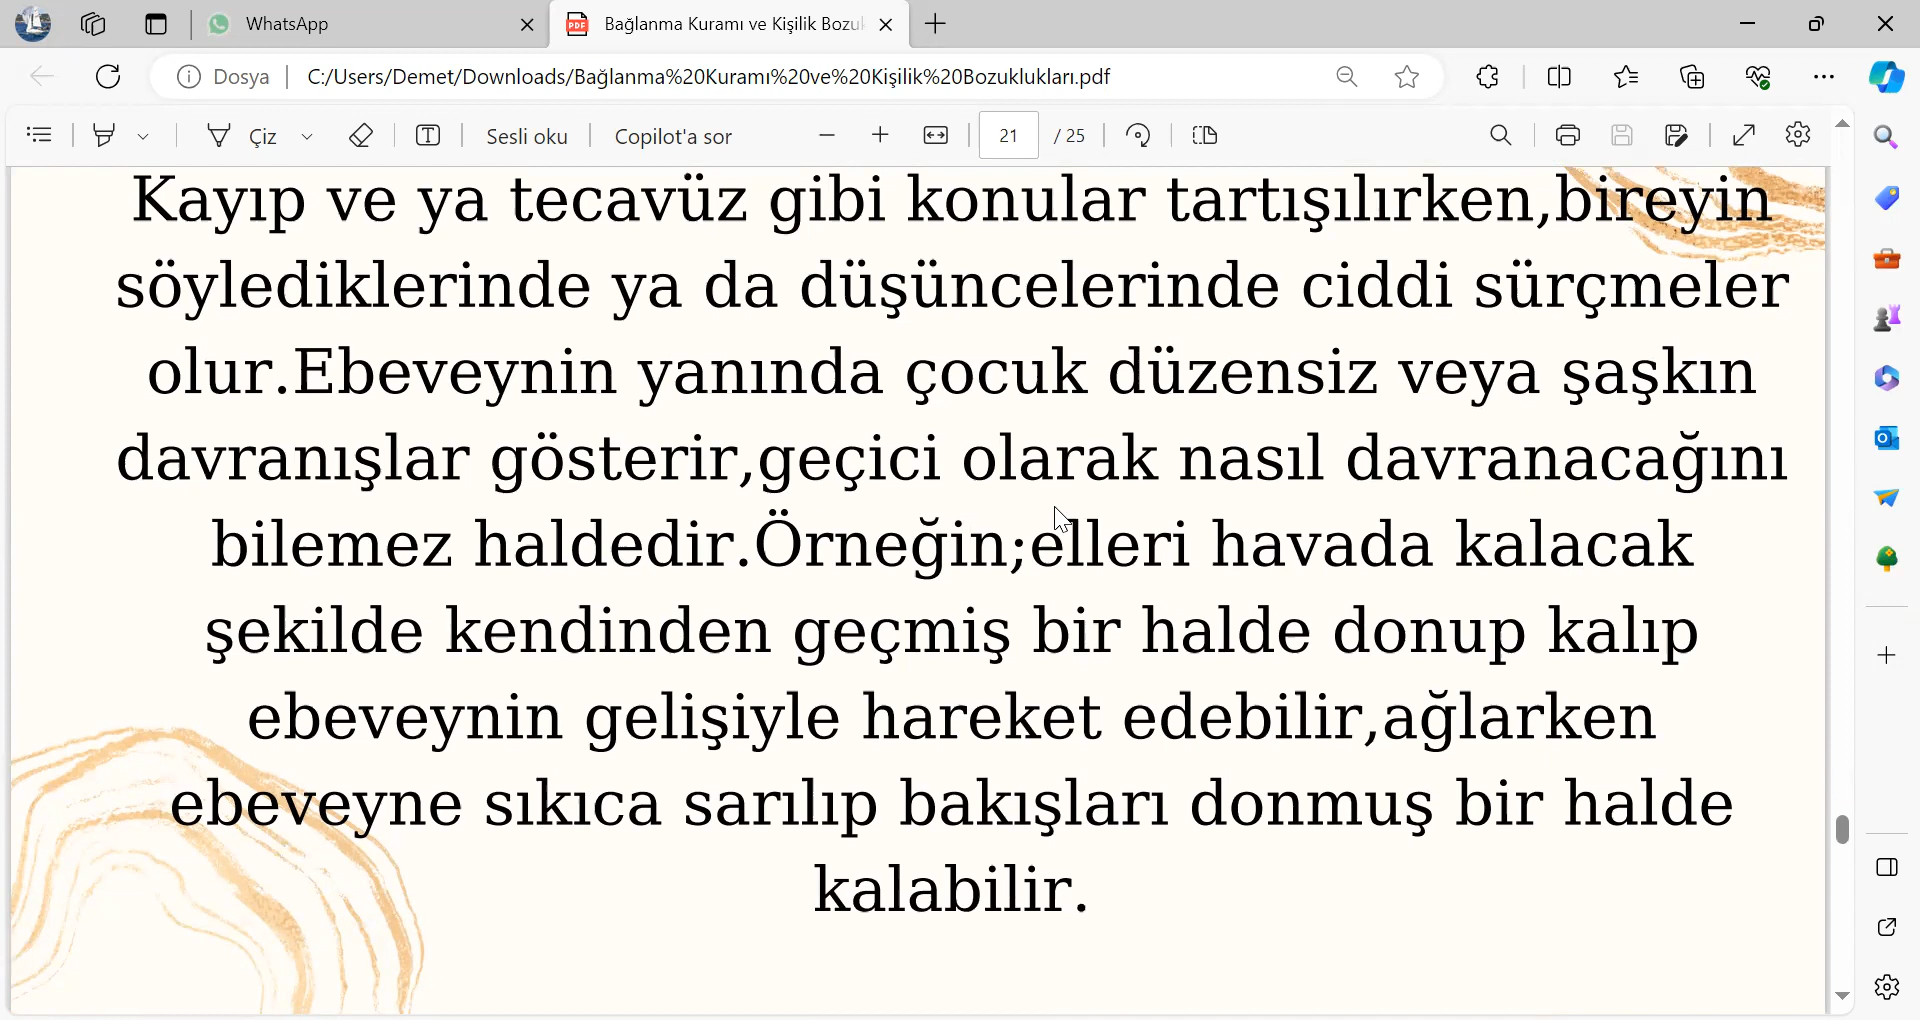 WhatsApp
Bağlanma Kuramı ve Kişilik Bozuk
Dosya
C:/Users/Demet/Downloads/Bağlanma%20Kuramı%20ve%20Kişilik%20Bozuklukları.pdf
Çiz
Sesli oku
Copilot'a sor
21 / 25
Kayıp ve ya tecavüz gibi konular tartışılırken,bireyin
söylediklerinde ya da düşüncelerinde ciddi sürçmeler
olur.Ebeveynin yanında çocuk düzensiz veya şaşkın
davranışlar gösterir,geçici olarak nasıl davranacağını
bilemez haldedir.Örneğin;elleri havada kalacak
şekilde kendinden geçmiş bir halde donup kalıp
ebeveynin gelişiyle hareket edebilir,ağlarken
ebeveyne sıkıca sarılıp bakışları donmuş bir halde
kalabilir.